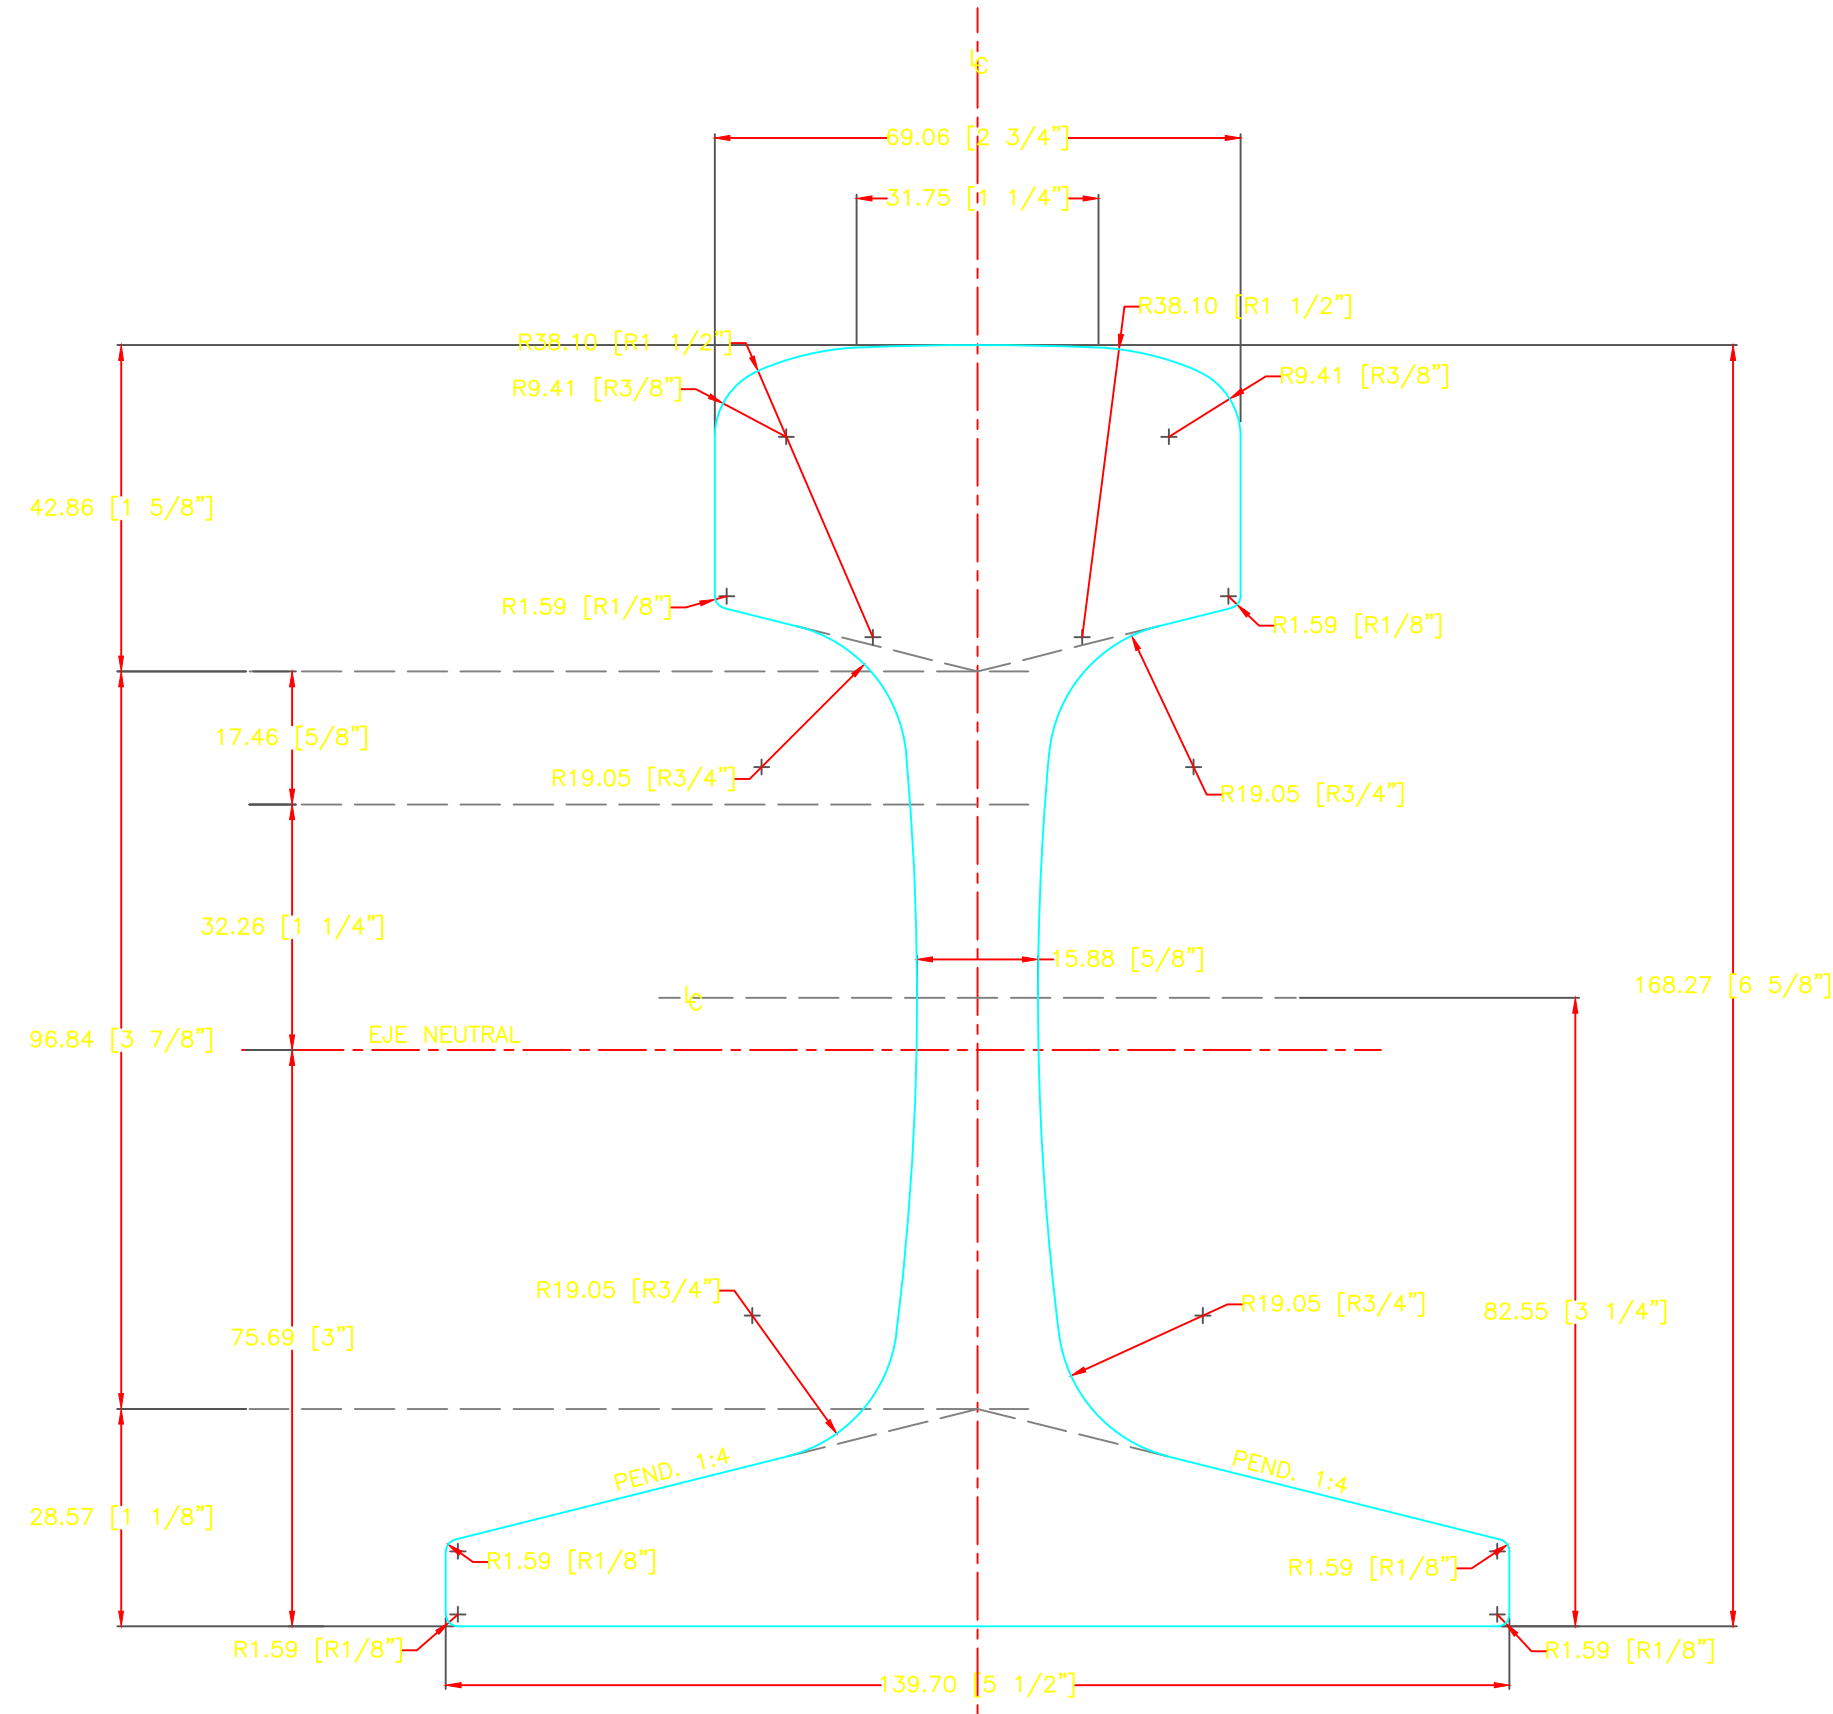 ℄
69.06 [2 3/4"]
31.75 [1 1/4"]
R38.10 [R1 1/2"]
R38.10 [R1 1/2"]
R9.41 [R3/8"]
R9.41 [R3/8"]
42.86 [1 5/8"]
R1.59 [R1/8"]
R1.59 [R1/8"]
17.46 [5/8"]
R19.05 [R3/4"]
R19.05 [R3/4"]
32.26 [1 1/4"]
15.88 [5/8"]
168.27 [6 5/8"]
℄
96.84 [3 7/8"]
EJE NEUTRAL
R19.05 [R3/4"]
R19.05 [R3/4"]
82.55 [3 1/4"]
75.69 [3"]
PEND. 1:4
PEND. 1:4
28.57 [1 1/8"]
R1.59 [R1/8"]
R1.59 [R1/8"]
R1.59 [R1/8"]
R1.59 [R1/8"]
139.70 [5 1/2"]